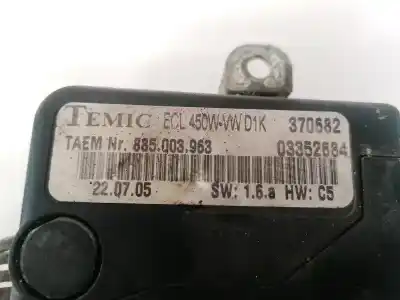 TEMIC ECL 450W-VW D1K 370682
TAEM Nr. 885.003.963 03352684
22.07.05 SW: 1.6.a HW: C5